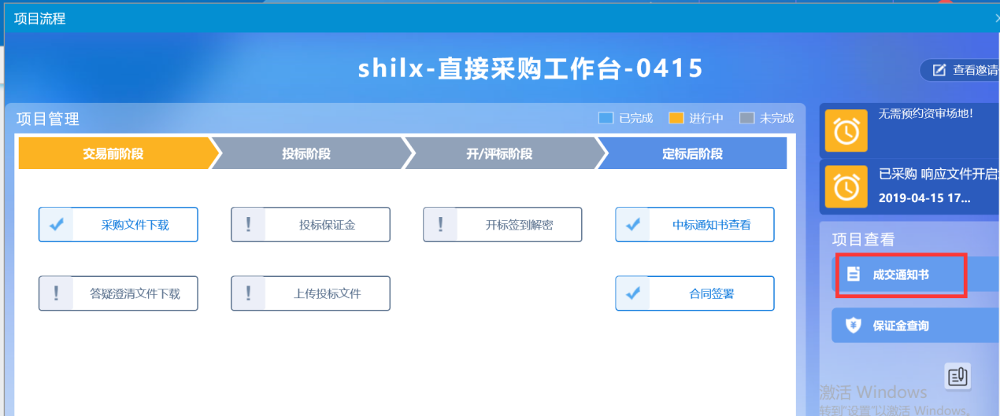 项目流程
shilx-直接采购工作台-0415
查看邀请
项目管理
已完成
进行中
未完成
无需预约资审场地!
交易前阶段
投标阶段
开/评标阶段
定标后阶段
已采购 响应文件开启
2019-04-15 17...
采购文件下载
投标保证金
开标签到解密
中标通知书查看
项目查看
成交通知书
答疑澄清文件下载
上传投标文件
合同签署
保证金查询
激活 Windows
转到"设置"以激活 Windows。